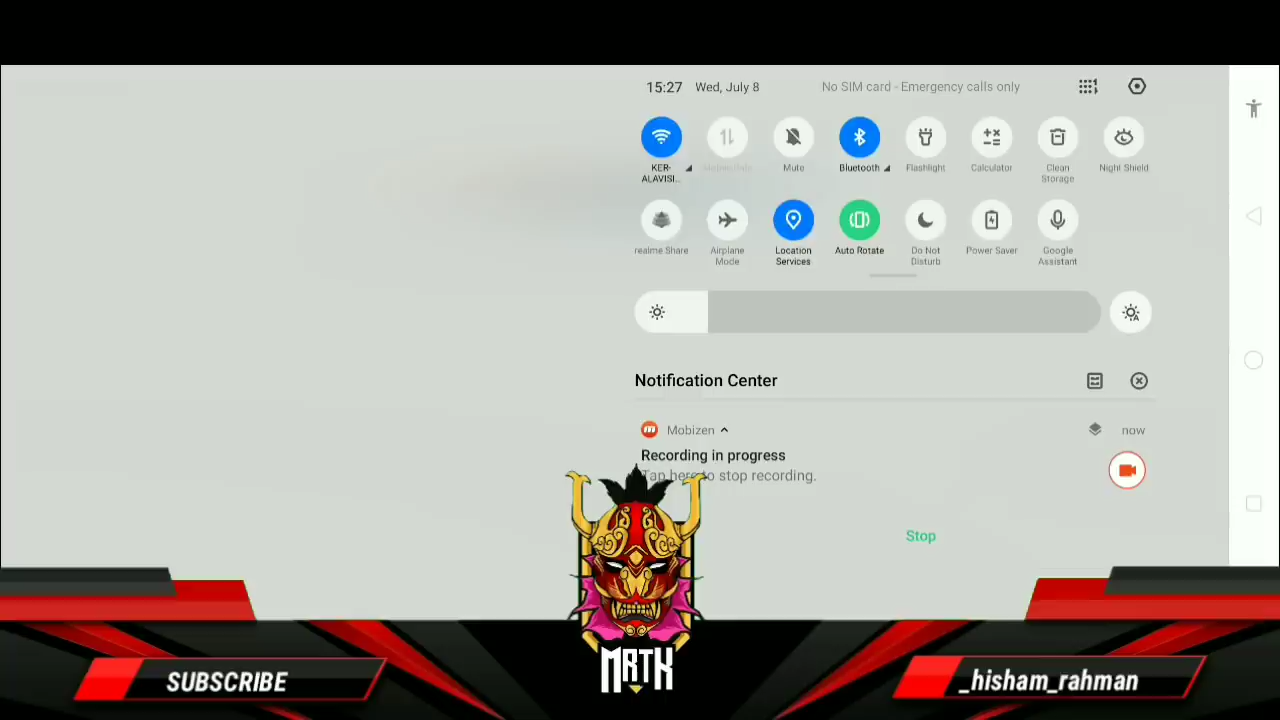 15:27 Wed, July 8 No SIM card - Emergency calls only
KER-
ALAVISI...
Mute
Bluetooth
Flashlight
Calculator
Clean
Storage
Night Shield
realme Share
Airplane
Mode
Location
Services
Auto Rotate
Do Not
Disturb
Power Saver
Google
Assistant
Notification Center
Mobizen now
Recording in progress
Tap here to stop recording.
Stop
SUBSCRIBE
MRTK
_hisham_rahman